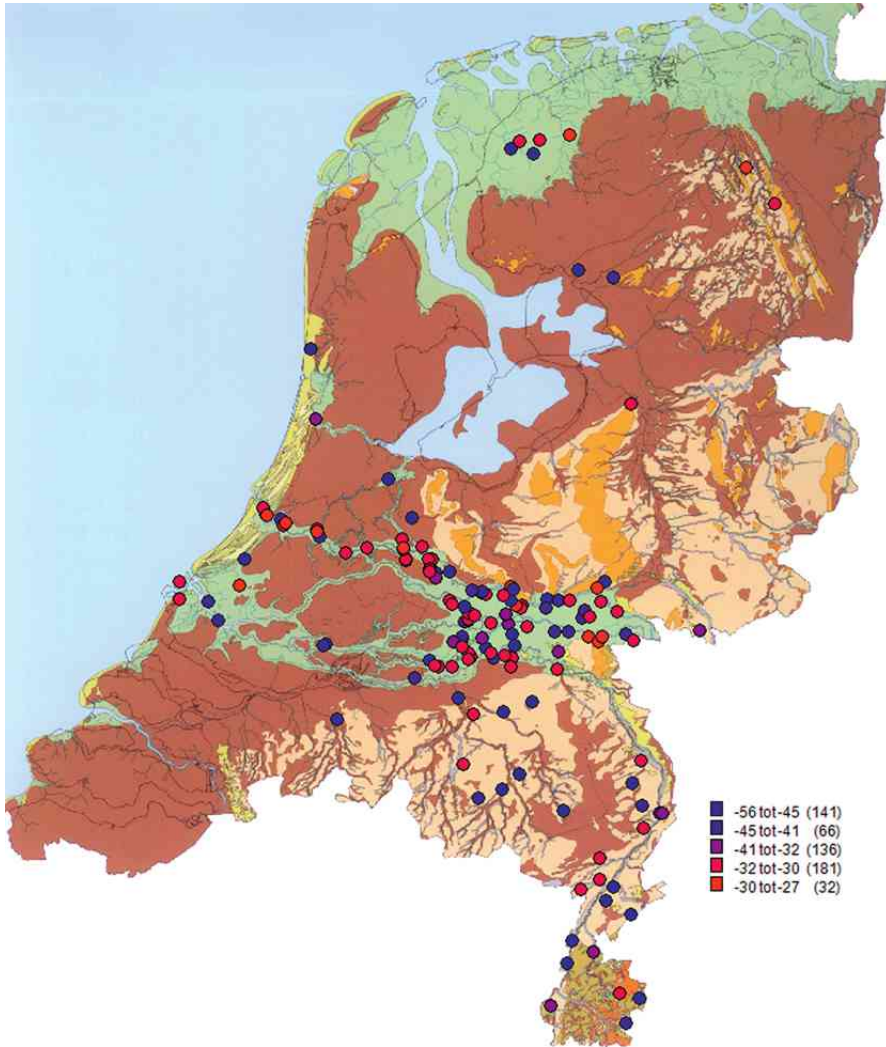 -56 tot -45 (141)
-45 tot -41 (66)
-41 tot -32 (136)
-32 tot -30 (181)
-30 tot -27 (32)